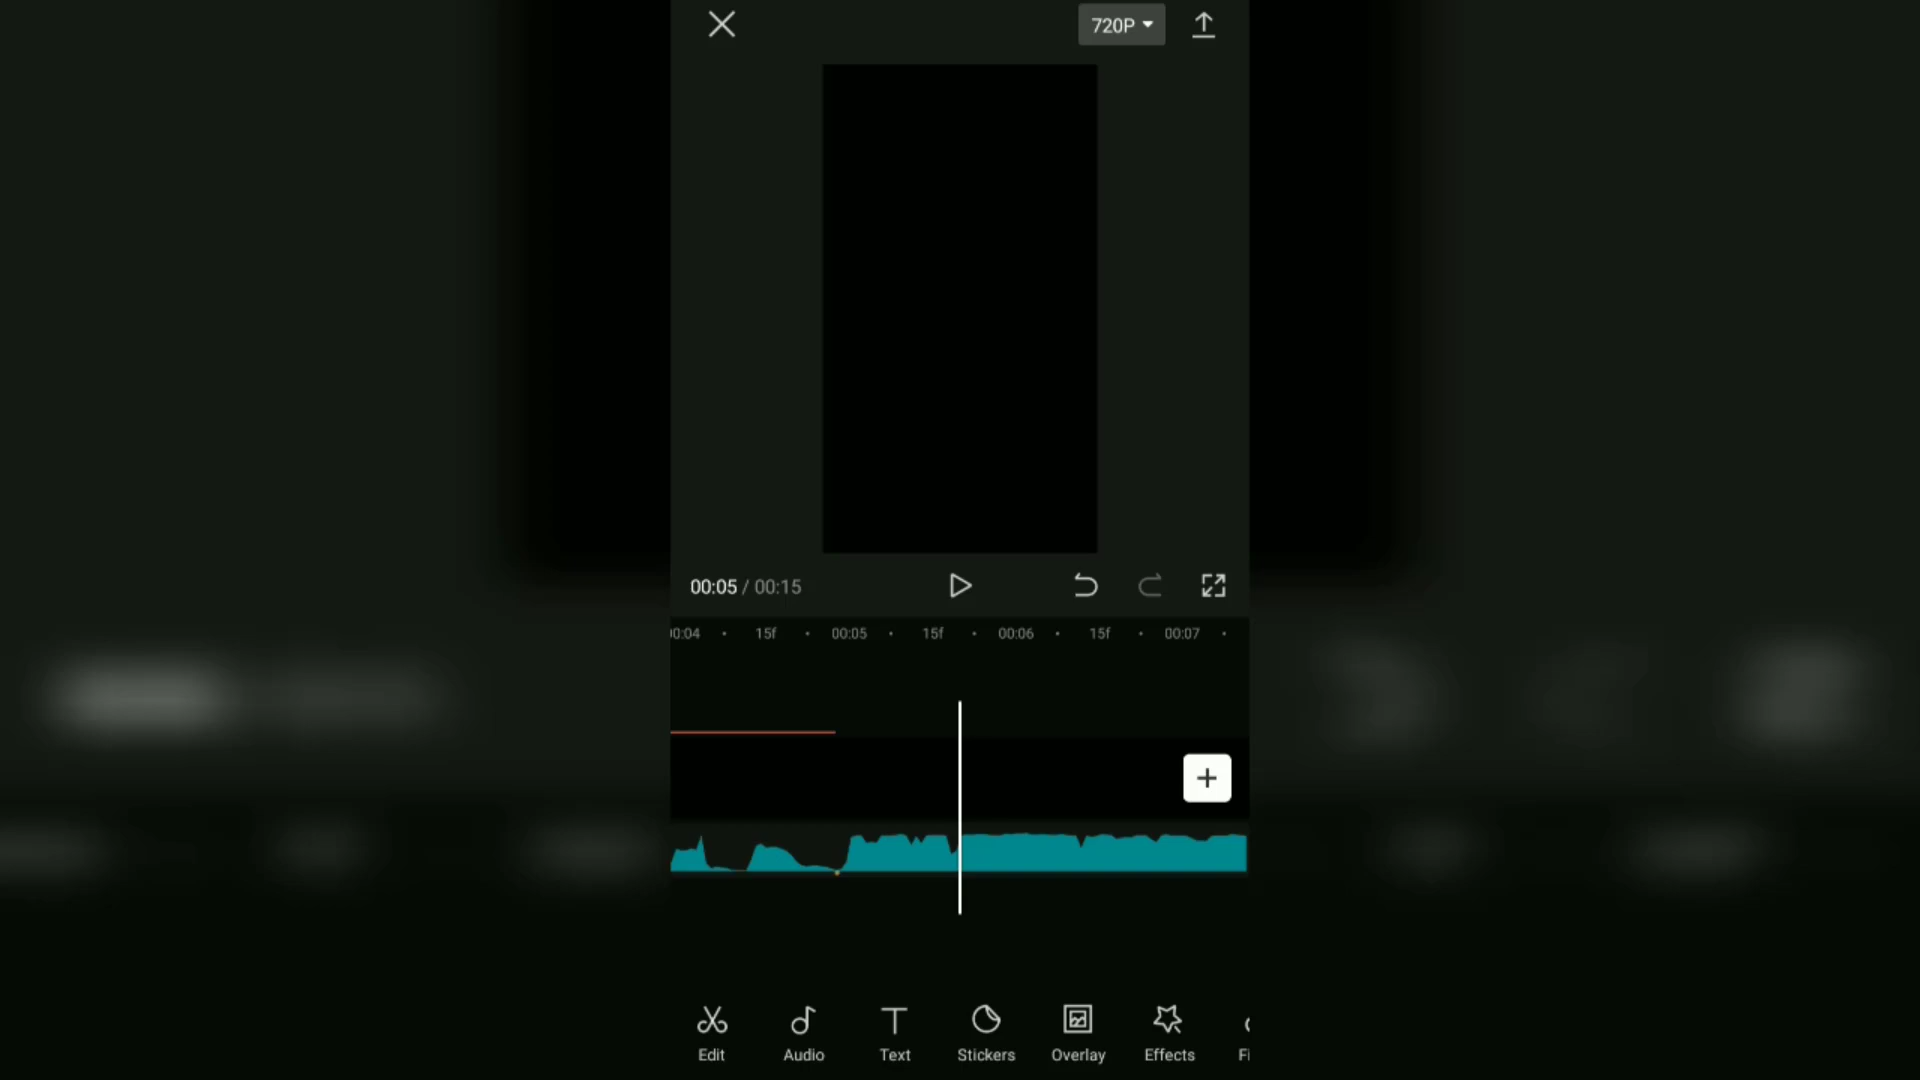 720P
00:05 / 00:15
0:04 15f 00:05 15f 00:06 15f 00:07
Edit Audio Text Stickers Overlay Effects Fi